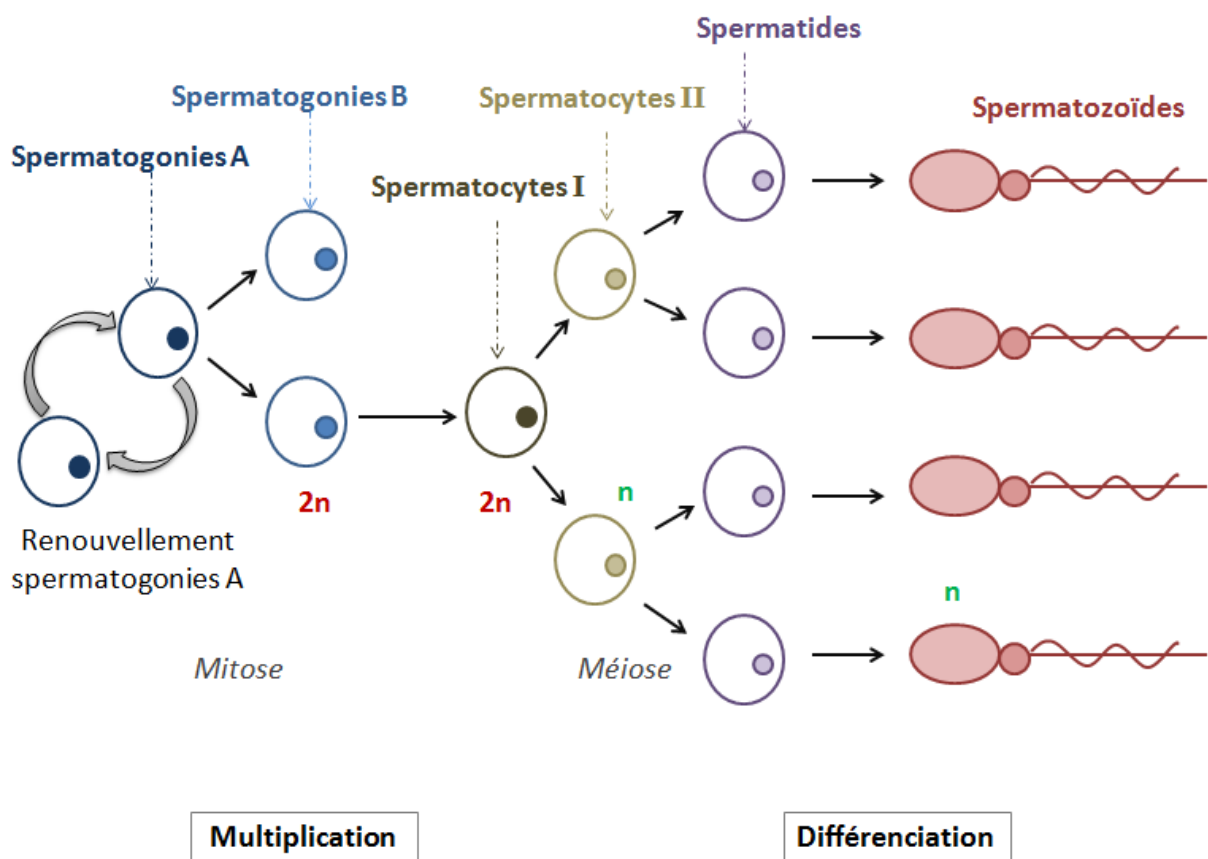 Spermatides
Spermatogonies B
Spermatocytes II
Spermatozoïdes
Spermatogonies A
Spermatocytes I
2n
2n
n
Renouvellement
spermatogonies A
n
Mitose
Méiose
Multiplication
Différenciation